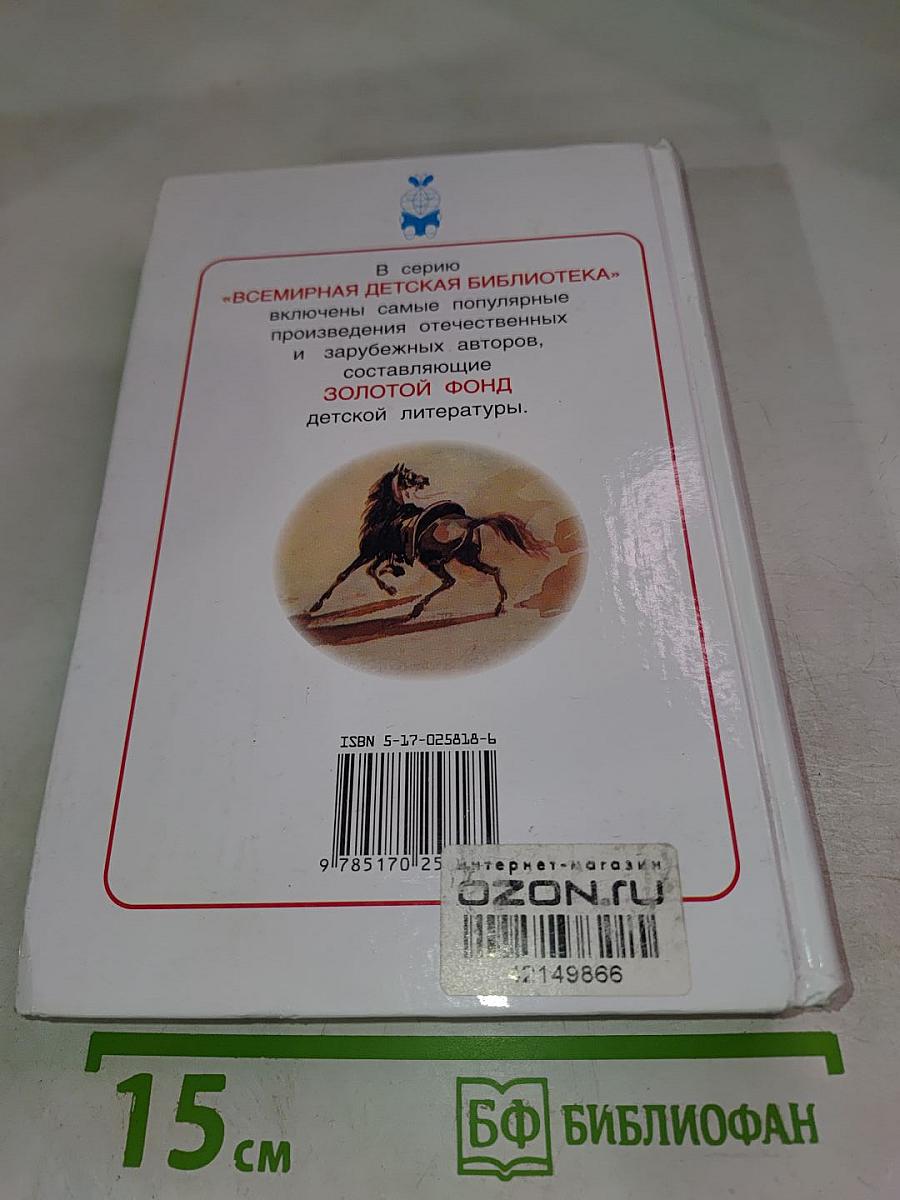 В серию
«ВСЕМИРНАЯ ДЕТСКАЯ БИБЛИОТЕКА»
включены самые популярные
произведения отечественных
и зарубежных авторов,
составляющие
ЗОЛОТОЙ ФОНД
детской литературы.
ISBN 5-17-025818-6
9 785170 25
интернет-магазин
OZON.ru
2149866
15 см
БФ БИБЛИОФАН